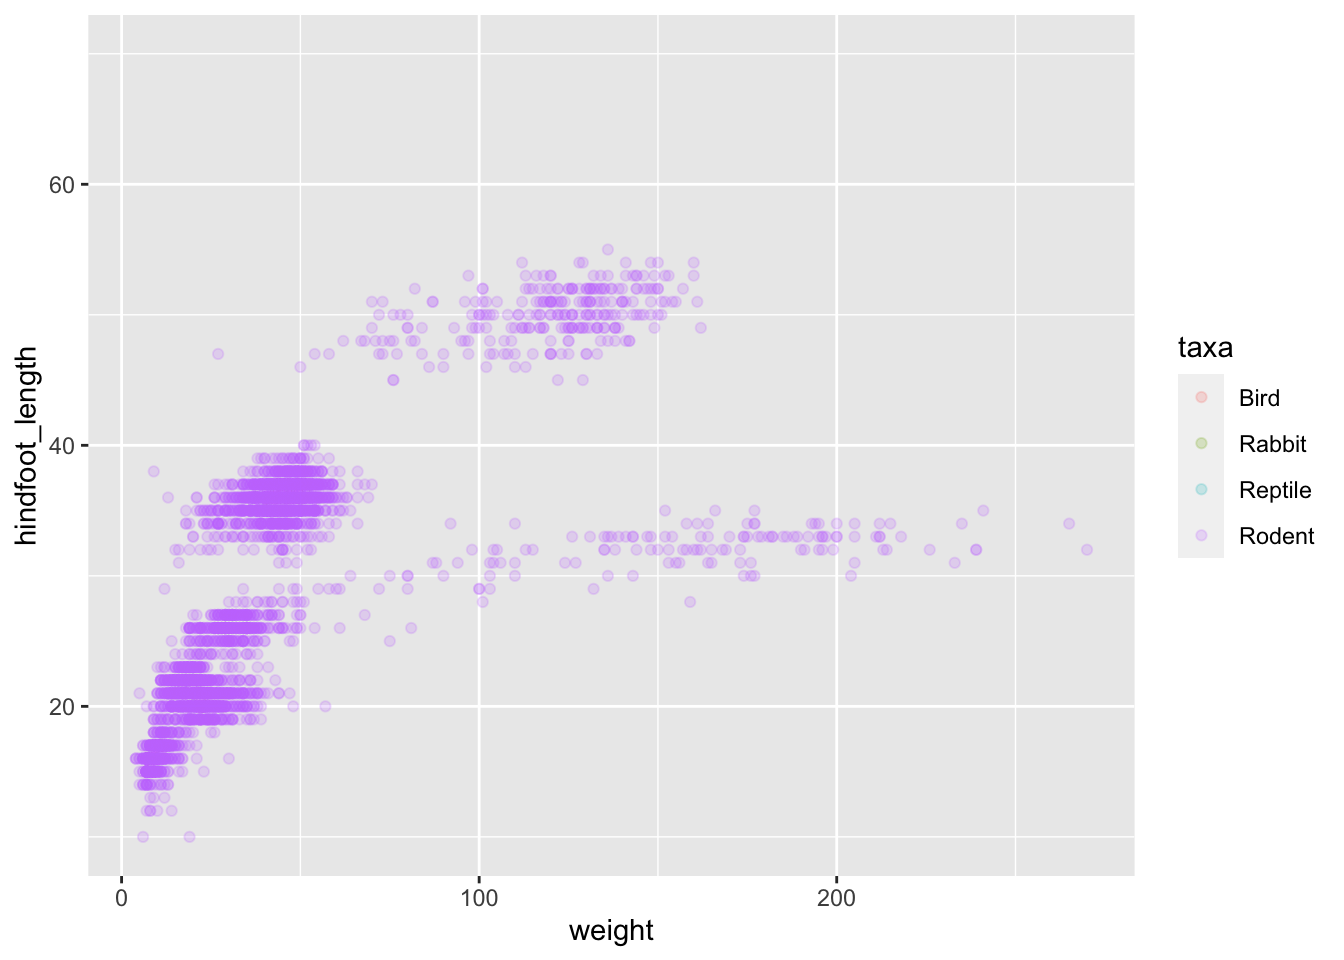 60
40
20
0
100
200
weight
hindfoot_length
taxa
Bird
Rabbit
Reptile
Rodent